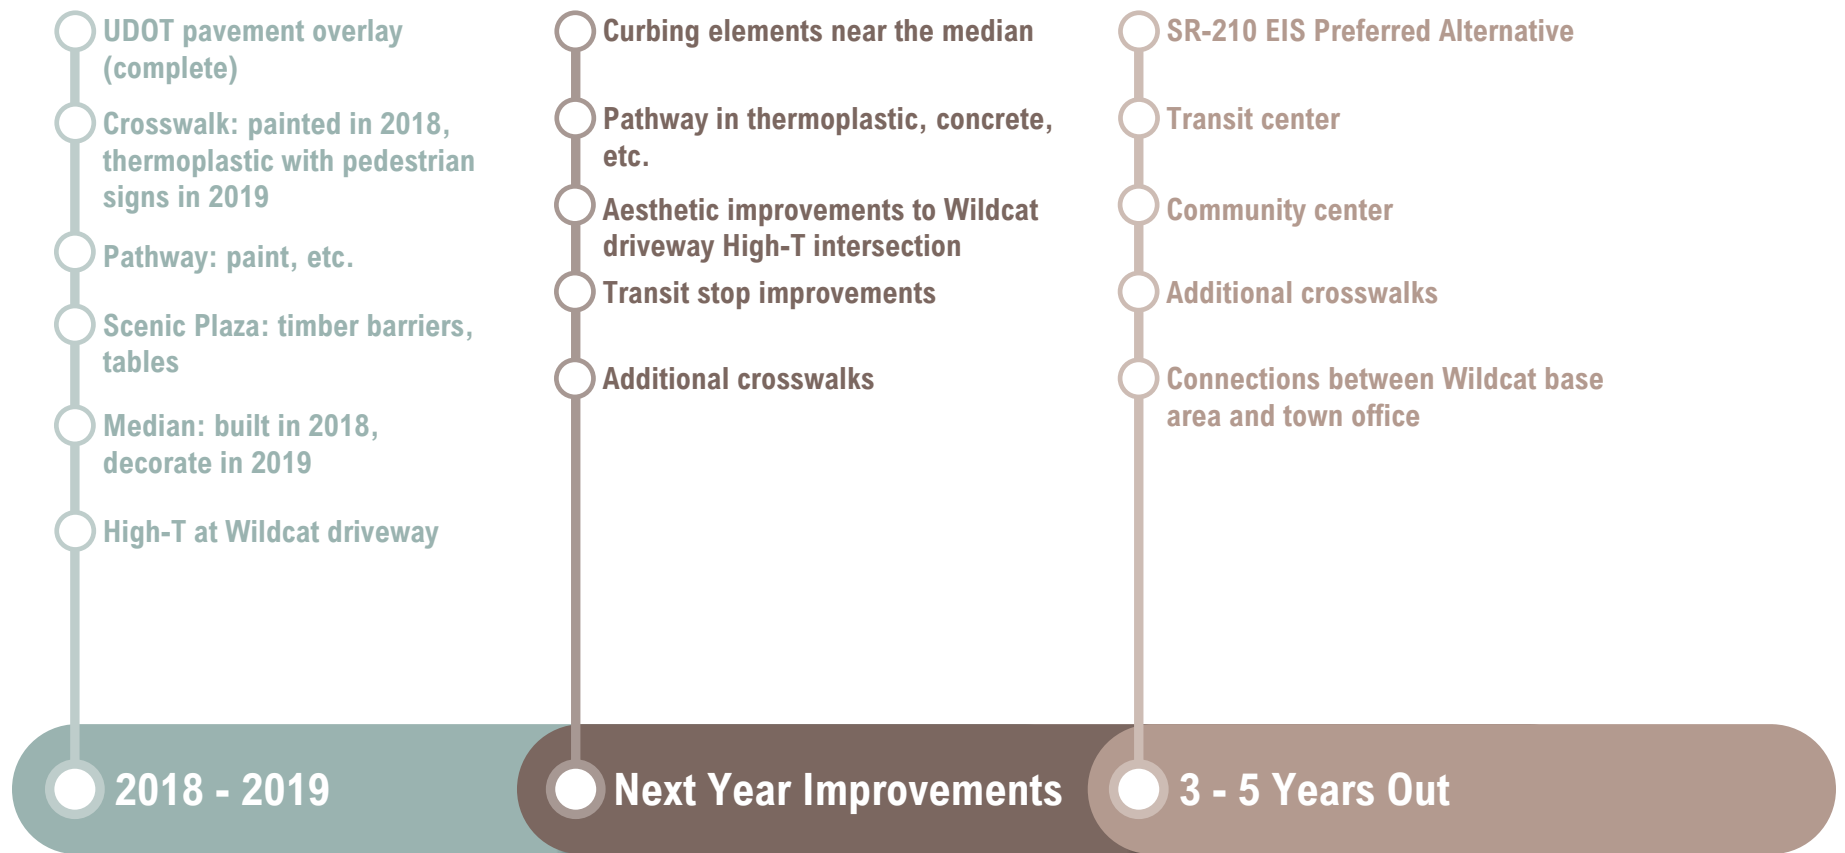 UDOT pavement overlay
(complete)
Crosswalk: painted in 2018,
thermoplastic with pedestrian
signs in 2019
Pathway: paint, etc.
Scenic Plaza: timber barriers,
tables
Median: built in 2018,
decorate in 2019
High-T at Wildcat driveway
2018 - 2019
Curbing elements near the median
Pathway in thermoplastic, concrete,
etc.
Aesthetic improvements to Wildcat
driveway High-T intersection
Transit stop improvements
Additional crosswalks
Next Year Improvements
SR-210 EIS Preferred Alternative
Transit center
Community center
Additional crosswalks
Connections between Wildcat base
area and town office
3 - 5 Years Out